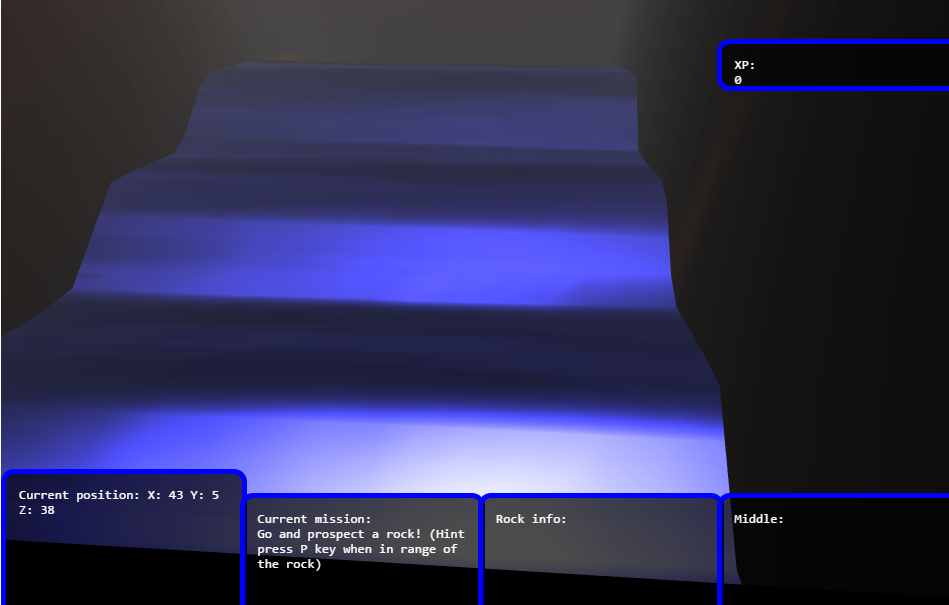 XP:
0
Current position: X: 43 Y: 5
Z: 38
Current mission:
Go and prospect a rock! (Hint
press P key when in range of
the rock)
Rock info:
Middle: